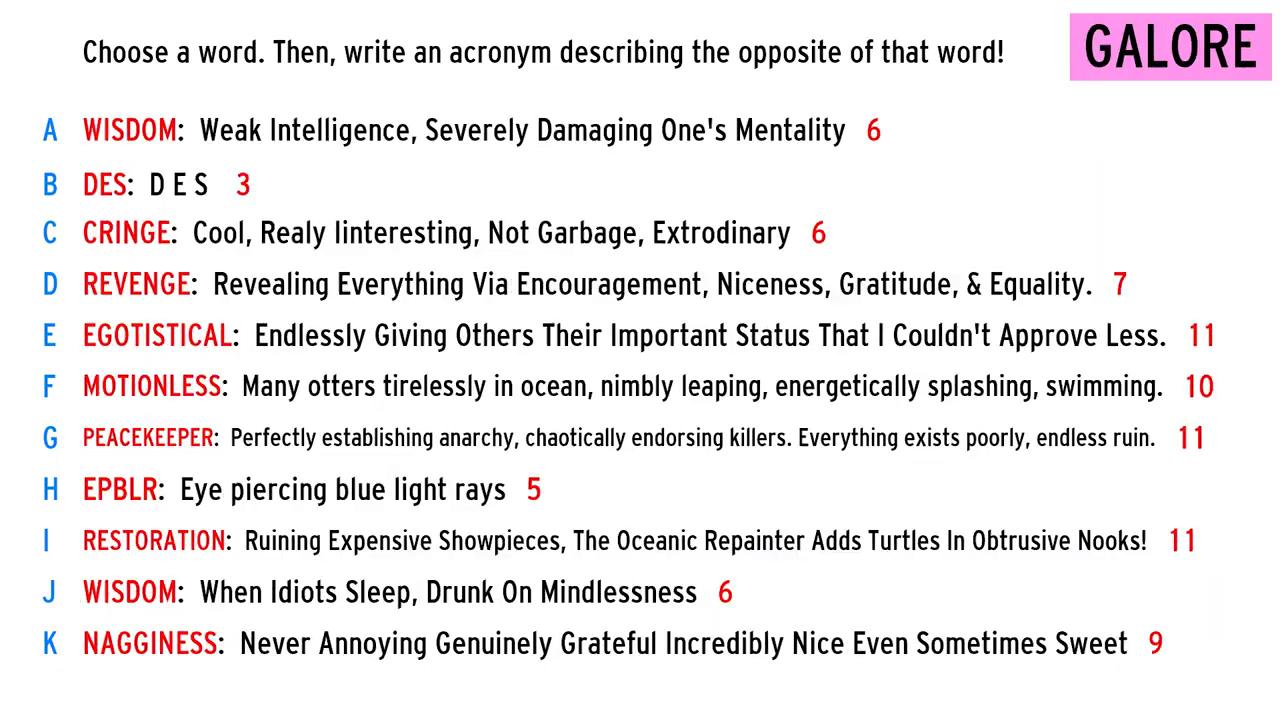 Choose a word. Then, write an acronym describing the opposite of that word!
GALORE
A WISDOM: Weak Intelligence, Severely Damaging One's Mentality 6
B DES: D E S 3
C CRINGE: Cool, Realy Iinteresting, Not Garbage, Extrodinary 6
D REVENGE: Revealing Everything Via Encouragement, Niceness, Gratitude, & Equality. 7
E EGOTISTICAL: Endlessly Giving Others Their Important Status That I Couldn't Approve Less. 11
F MOTIONLESS: Many otters tirelessly in ocean, nimbly leaping, energetically splashing, swimming. 10
G PEACEKEEPER: Perfectly establishing anarchy, chaotically endorsing killers. Everything exists poorly, endless ruin. 11
H EPBLR: Eye piercing blue light rays 5
I RESTORATION: Ruining Expensive Showpieces, The Oceanic Repainter Adds Turtles In Obtrusive Nooks! 11
J WISDOM: When Idiots Sleep, Drunk On Mindlessness 6
K NAGGINESS: Never Annoying Genuinely Grateful Incredibly Nice Even Sometimes Sweet 9